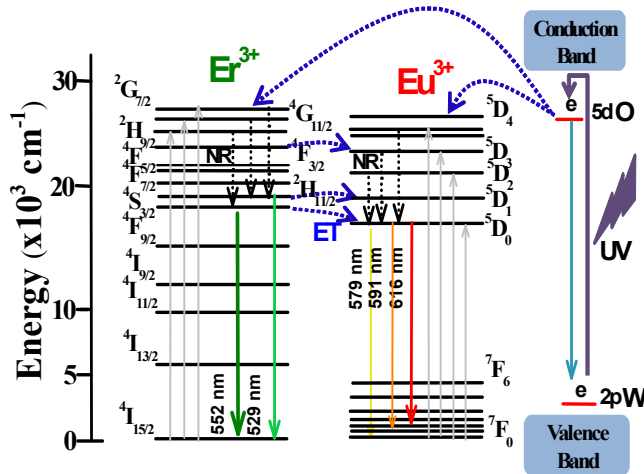 Energy (x10³ cm⁻¹)
30
20
10
5
0
Er³⁺
²G₇/₂
²H₉/₂
⁴F₅/₂
⁴F₇/₂
⁴S₃/₂
⁴F₉/₂
⁴I₉/₂
⁴I₁₁/₂
⁴I₁₃/₂
⁴I₁₅/₂
⁴G₁₁/₂
⁴F₃/₂
²H₁₁/₂
NR
552 nm
529 nm
ET
Eu³⁺
⁵D₄
⁵D₃
⁵D₂
⁵D₁
⁵D₀
NR
579 nm
591 nm
616 nm
⁷F₆
⁷F₀
Conduction
Band
e
5dO
UV
e
2pW
Valence
Band